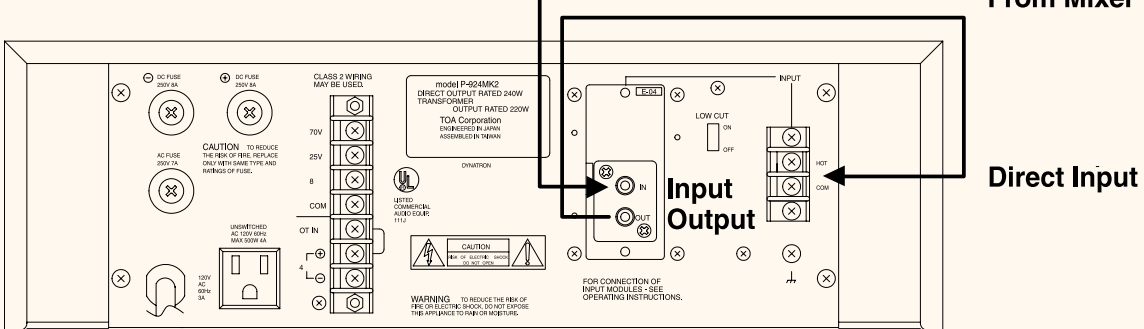 From Mixer
⊖ DC FUSE
250V 8A
⊕ DC FUSE
250V 8A
CAUTION TO REDUCE
THE RISK OF FIRE, REPLACE
ONLY WITH SAME TYPE AND
RATINGS OF FUSE.
AC FUSE
250V 7A
UNSWITCHED
AC 120V 60Hz
MAX 500W 4A
120V
AC
60Hz
3A
CLASS 2 WIRING
MAY BE USED.
70V
25V
8
COM
OT IN
4
⊕
⊖
model P-924MK2
DIRECT OUTPUT RATED 240W
TRANSFORMER
OUTPUT RATED 220W
TOA Corporation
ENGINEERED IN JAPAN
ASSEMBLED IN TAIWAN
DYNATRON
UL
LISTED
COMMERCIAL
AUDIO EQUIP.
111J
CAUTION
RISK OF ELECTRIC SHOCK
DO NOT OPEN
WARNING TO REDUCE THE RISK OF
FIRE OR ELECTRIC SHOCK, DO NOT EXPOSE
THIS APPLIANCE TO RAIN OR MOISTURE.
E-04
IN
OUT
Input
Output
FOR CONNECTION OF
INPUT MODULES - SEE
OPERATING INSTRUCTIONS.
LOW CUT
ON
OFF
INPUT
HOT
COM
Direct Input